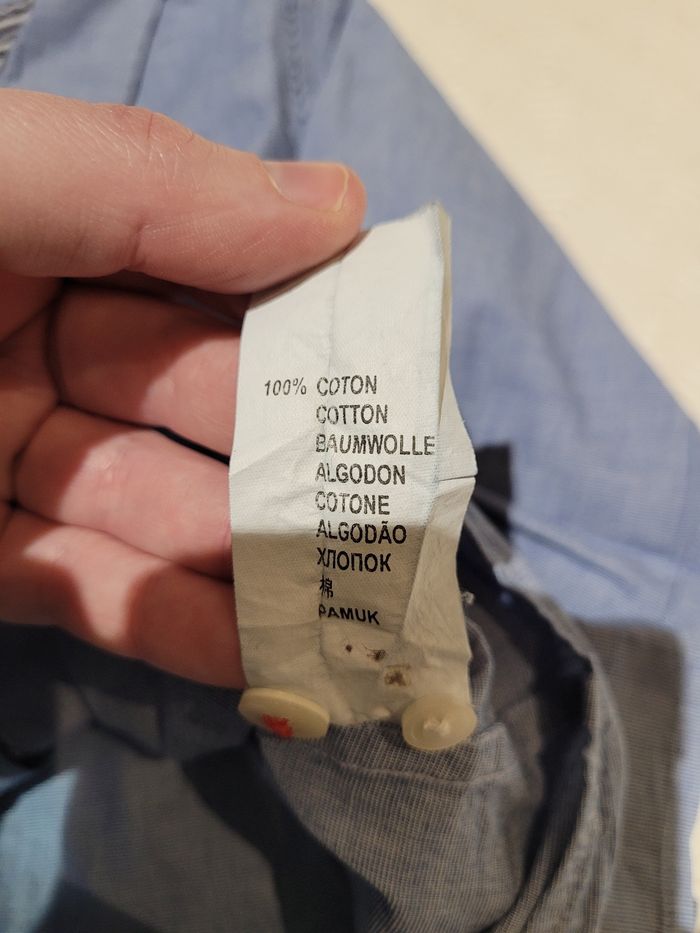 100% COTON
COTTON
BAUMWOLLE
ALGODON
COTONE
ALGODÃO
ХЛОПОК
棉
PAMUK